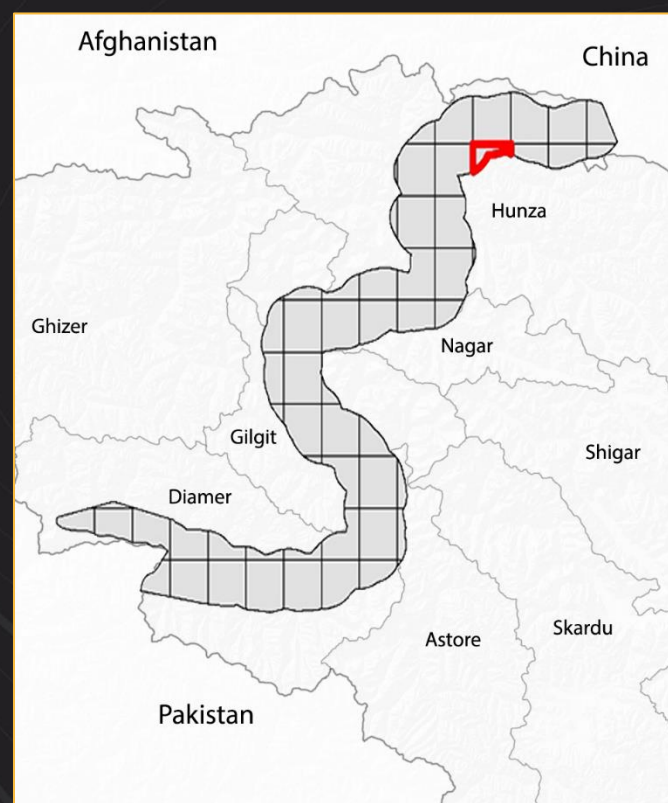 Afghanistan
China
Hunza
Ghizer
Nagar
Gilgit
Shigar
Diamer
Skardu
Astore
Pakistan